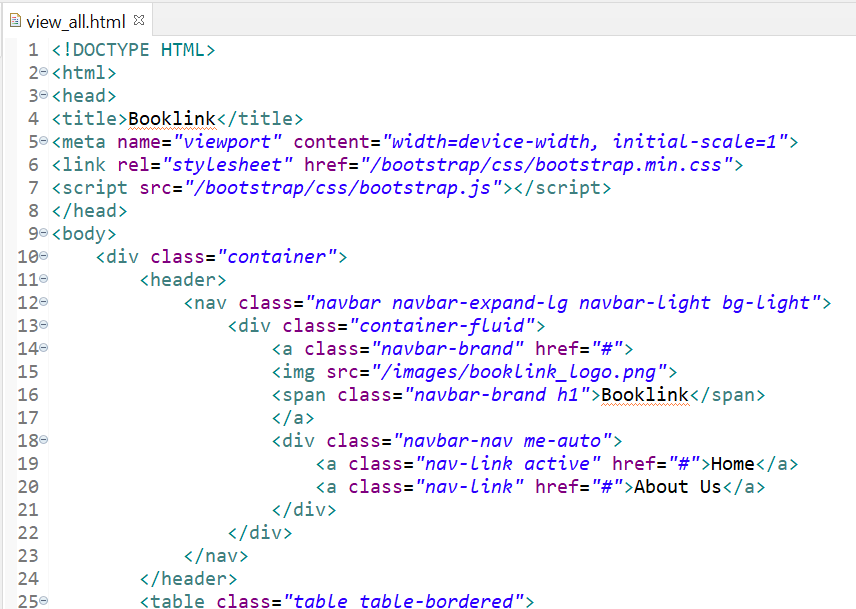 view_all.html
1 <!DOCTYPE HTML>
2 <html>
3 <head>
4 <title>Booklink</title>
5 <meta name="viewport" content="width=device-width, initial-scale=1">
6 <link rel="stylesheet" href="/bootstrap/css/bootstrap.min.css">
7 <script src="/bootstrap/css/bootstrap.js"></script>
8 </head>
9 <body>
10     <div class="container">
11         <header>
12             <nav class="navbar navbar-expand-lg navbar-light bg-light">
13                 <div class="container-fluid">
14                     <a class="navbar-brand" href="#">
15                     <img src="/images/booklink_logo.png">
16                     <span class="navbar-brand h1">Booklink</span>
17                     </a>
18                     <div class="navbar-nav me-auto">
19                         <a class="nav-link active" href="#">Home</a>
20                         <a class="nav-link" href="#">About Us</a>
21                     </div>
22                 </div>
23             </nav>
24         </header>
25         <table class="table table-bordered">